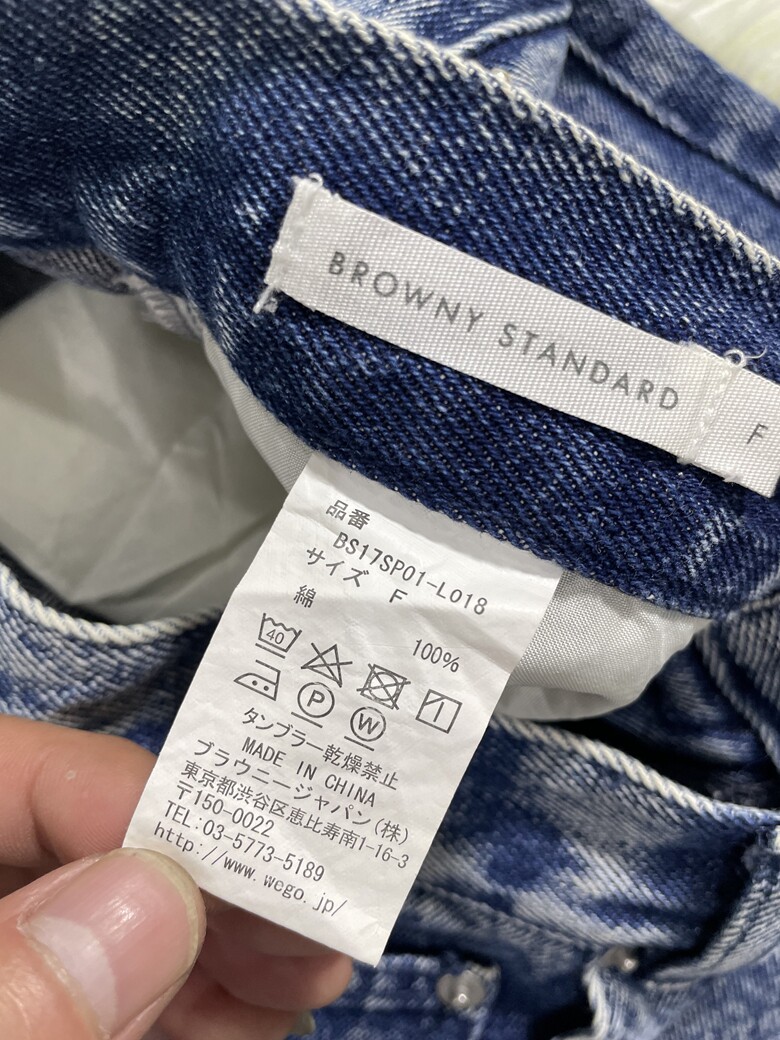 BROWNY STANDARD
F
品番
BS17SP01-L018
サイズ F
綿 100%
40
P W
タンブラー乾燥禁止
MADE IN CHINA
ブラウニージャパン(株)
東京都渋谷区恵比寿南1-16-3
〒150-0022
TEL:03-5773-5189
http://www.wego.jp/